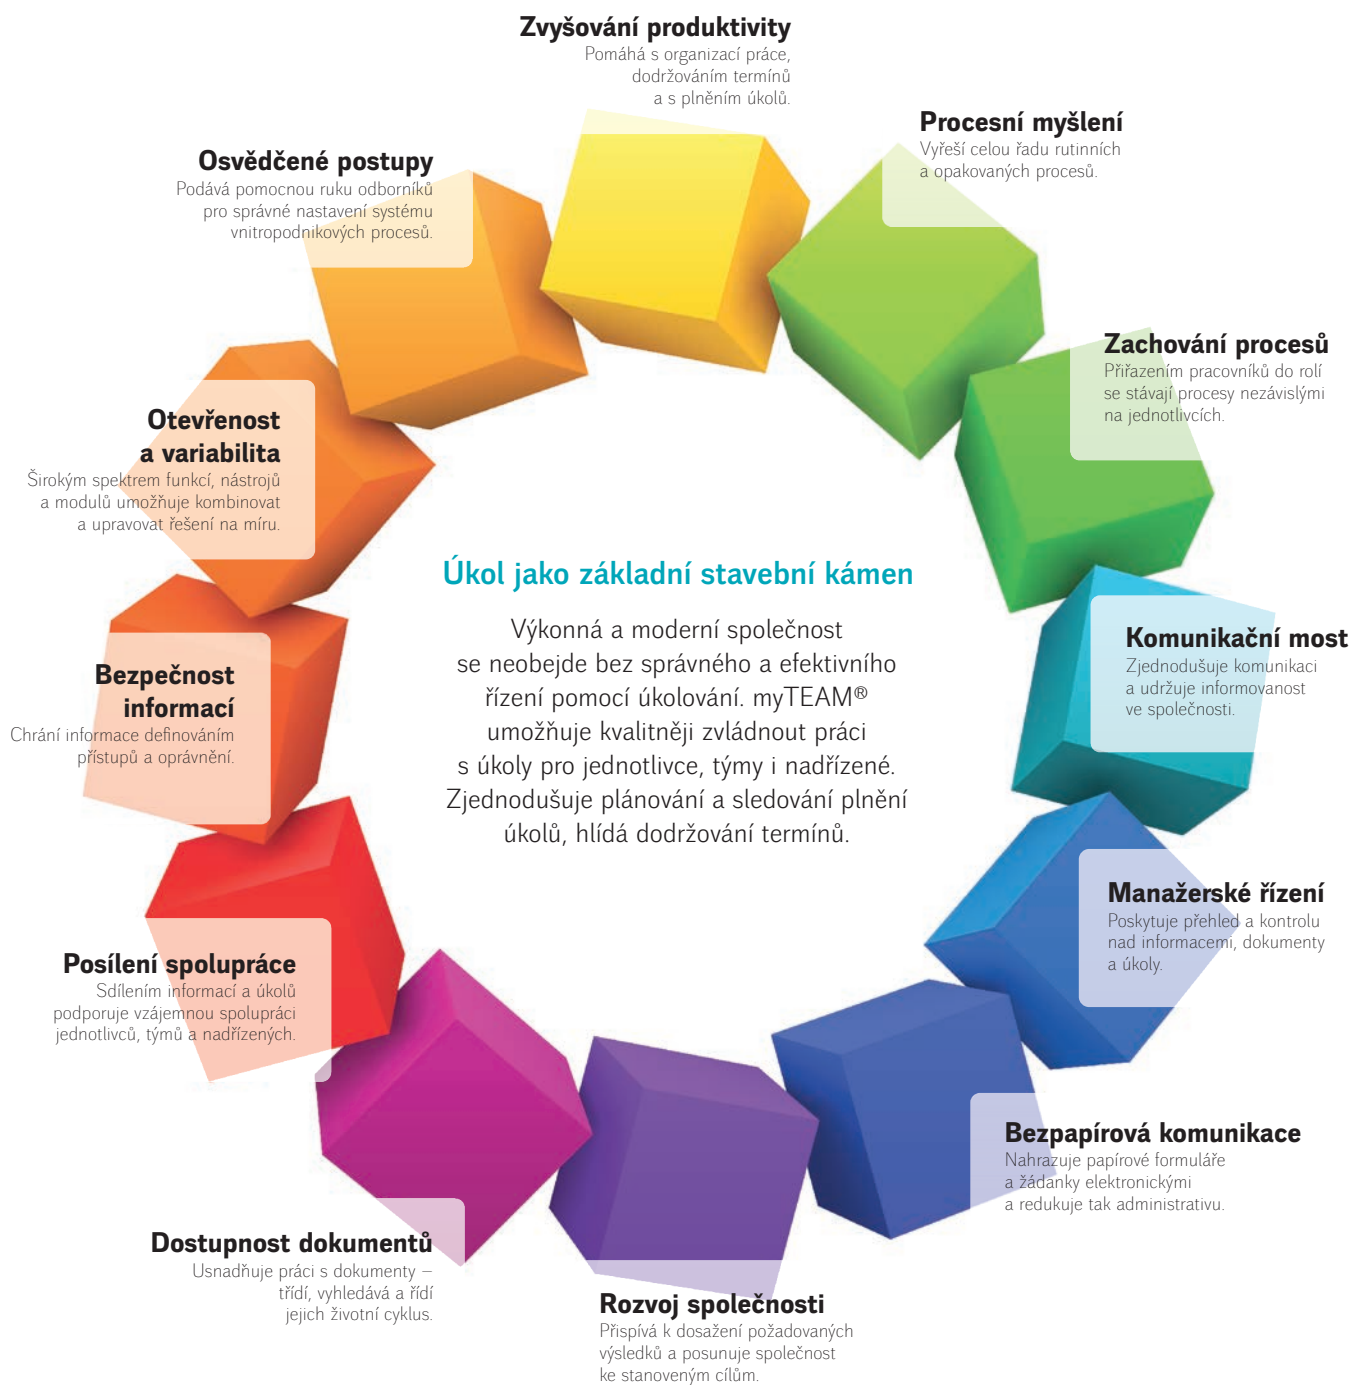 Zvyšování produktivity
Pomáhá s organizací práce,
dodržováním termínů
a s plněním úkolů.
Procesní myšlení
Vyřeší celou řadu rutinních
a opakovaných procesů.
Zachování procesů
Přiřazením pracovníků do rolí
se stávají procesy nezávislými
na jednotlivcích.
Komunikační most
Zjednodušuje komunikaci
a udržuje informovanost
ve společnosti.
Manažerské řízení
Poskytuje přehled a kontrolu
nad informacemi, dokumenty
a úkoly.
Bezpapírová komunikace
Nahrazuje papírové formuláře
a žádanky elektronickými
a redukuje tak administrativu.
Rozvoj společnosti
Přispívá k dosažení požadovaných
výsledků a posunuje společnost
ke stanoveným cílům.
Dostupnost dokumentů
Usnadňuje práci s dokumenty –
třídí, vyhledává a řídí
jejich životní cyklus.
Posílení spolupráce
Sdílením informací a úkolů
podporuje vzájemnou spolupráci
jednotlivců, týmů a nadřízených.
Bezpečnost
informací
Chrání informace definováním
přístupů a oprávnění.
Otevřenost
a variabilita
Širokým spektrem funkcí, nástrojů
a modulů umožňuje kombinovat
a upravovat řešení na míru.
Osvědčené postupy
Podává pomocnou ruku odborníků
pro správné nastavení systému
vnitropodnikových procesů.
Úkol jako základní stavební kámen
Výkonná a moderní společnost
se neobejde bez správného a efektivního
řízení pomocí úkolování. myTEAM®
umožňuje kvalitněji zvládnout práci
s úkoly pro jednotlivce, týmy i nadřízené.
Zjednodušuje plánování a sledování plnění
úkolů, hlídá dodržování termínů.